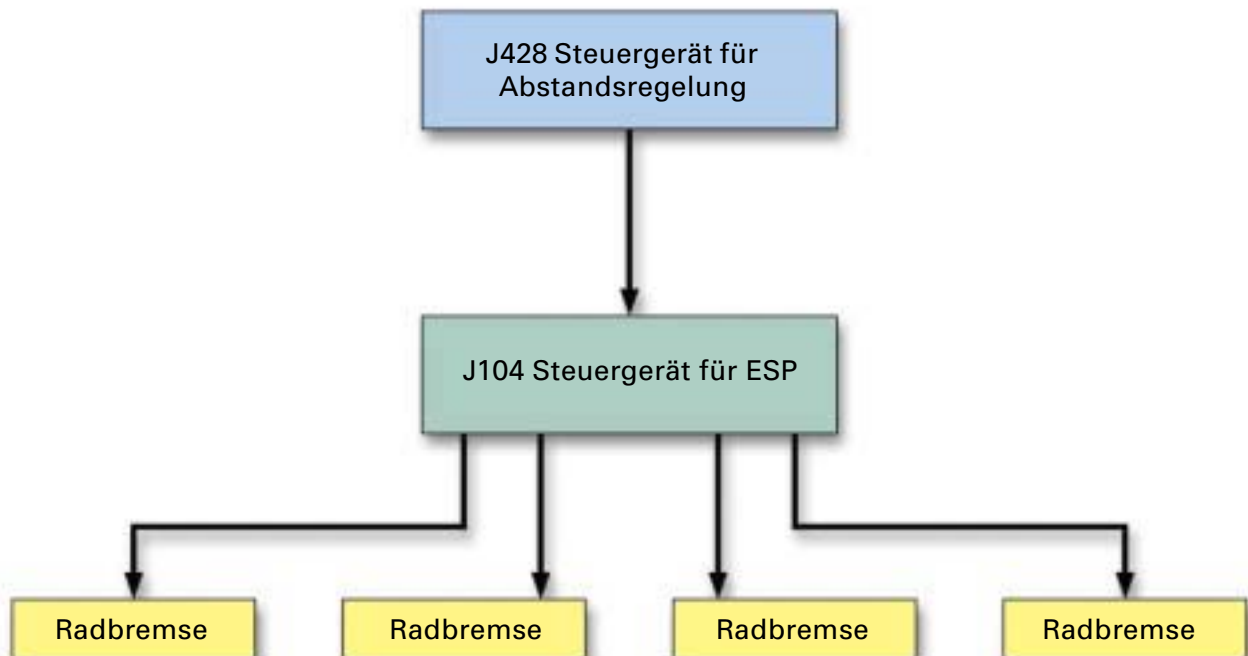 J428 Steuergerät für
Abstandsregelung
J104 Steuergerät für ESP
Radbremse
Radbremse
Radbremse
Radbremse